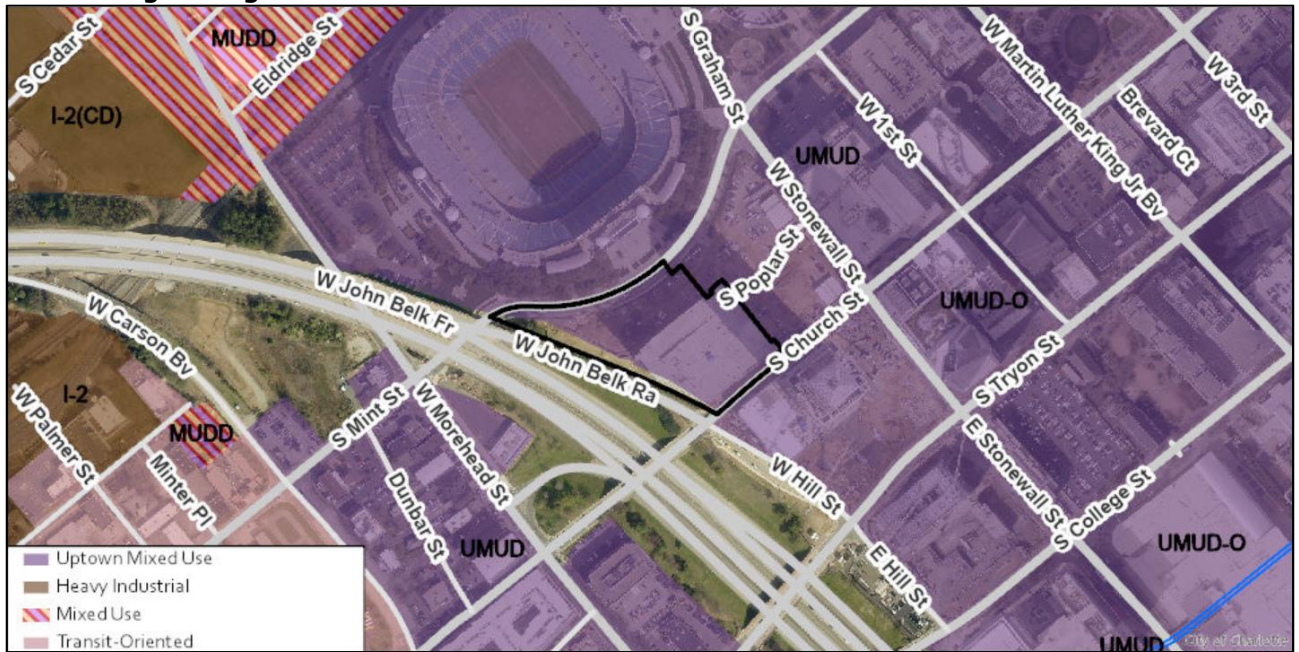 S Cedar St
MUDD
Eldridge St
I-2(CD)
S Graham St
W Martin Luther King Jr Bv
W 3rd St
Brevard Ct
W 1st St
UMUD
W Stonewall St
S Poplar St
S Church St
UMUD-O
S Tryon St
W John Belk Fr
W John Belk Ra
W Carson Bv
I-2
W Palmer St
MUDD
Minter Pl
S Mint St
W Morehead St
Dunbar St
UMUD
W Hill St
E Hill St
E Stonewall St
S College St
UMUD-O
UMUD
Uptown Mixed Use
Heavy Industrial
Mixed Use
Transit-Oriented
City of Charlotte